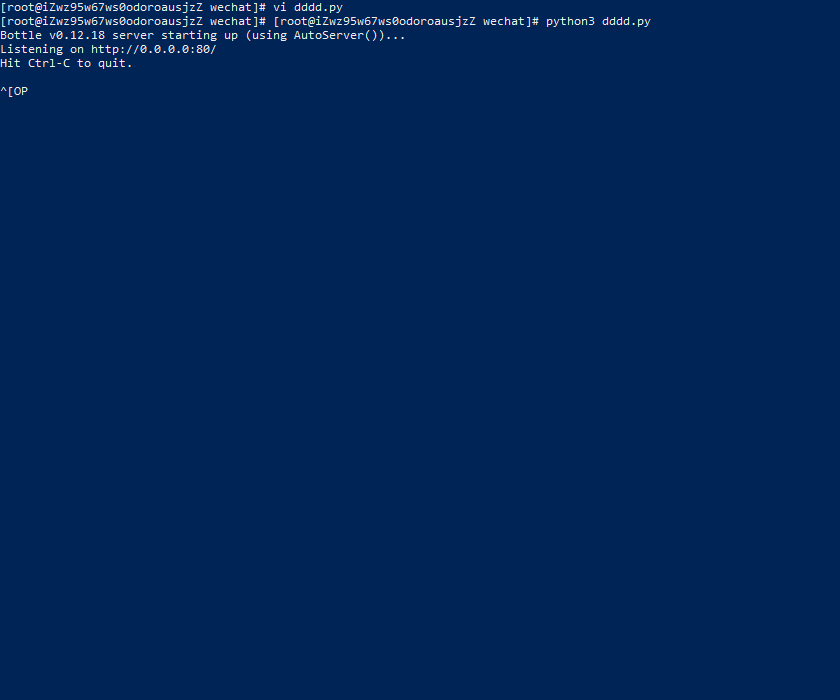 [root@iZwz95w67ws0odoroausjzZ wechat]# vi dddd.py
[root@iZwz95w67ws0odoroausjzZ wechat]# [root@iZwz95w67ws0odoroausjzZ wechat]# python3 dddd.py
Bottle v0.12.18 server starting up (using AutoServer())...
Listening on http://0.0.0.0:80/
Hit Ctrl-C to quit.
^[OP